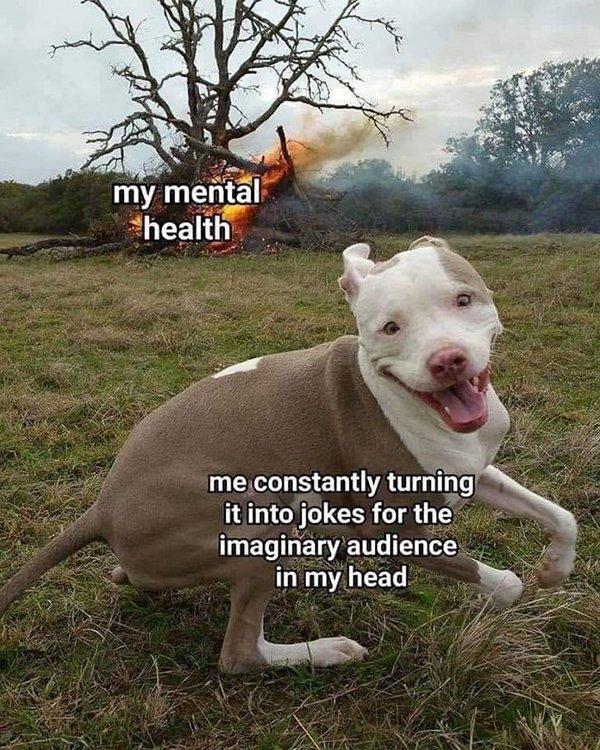 my mental
health
me constantly turning
it into jokes for the
imaginary audience
in my head